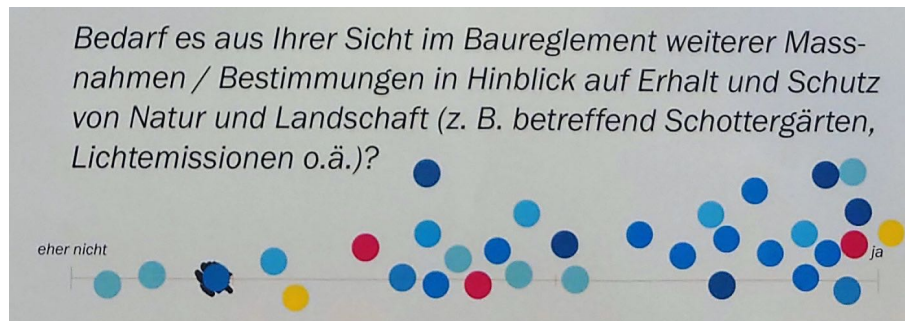 Bedarf es aus Ihrer Sicht im Baureglement weiterer Mass-
nahmen / Bestimmungen in Hinblick auf Erhalt und Schutz
von Natur und Landschaft (z. B. betreffend Schottergärten,
Lichtemissionen o.ä.)?
eher nicht
ja